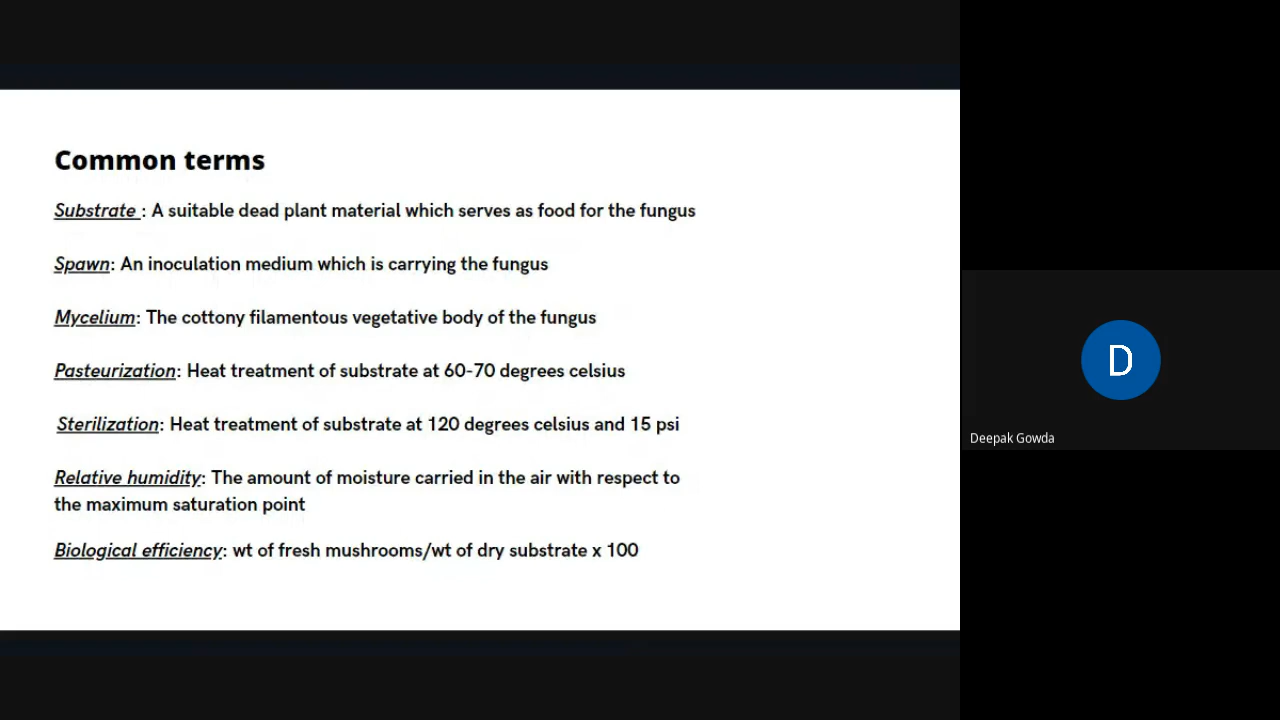 Common terms
Substrate : A suitable dead plant material which serves as food for the fungus
Spawn: An inoculation medium which is carrying the fungus
Mycelium: The cottony filamentous vegetative body of the fungus
Pasteurization: Heat treatment of substrate at 60-70 degrees celsius
Sterilization: Heat treatment of substrate at 120 degrees celsius and 15 psi
Relative humidity: The amount of moisture carried in the air with respect to
the maximum saturation point
Biological efficiency: wt of fresh mushrooms/wt of dry substrate x 100
D
Deepak Gowda